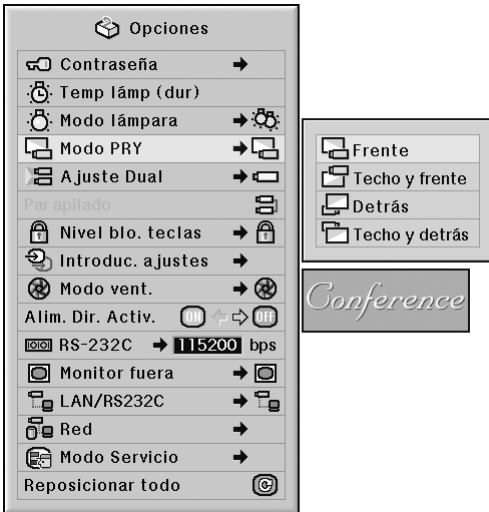 Opciones
Contraseña
Temp lámp (dur)
Modo lámpara
Modo PRY
Ajuste Dual
Par apilado
Nivel blo. teclas
Introduc. ajustes
Modo vent.
Alim. Dir. Activ. ON OFF
RS-232C 115200 bps
Monitor fuera
LAN/RS232C
Red
Modo Servicio
Reposicionar todo
Frente
Techo y frente
Detrás
Techo y detrás
Conference